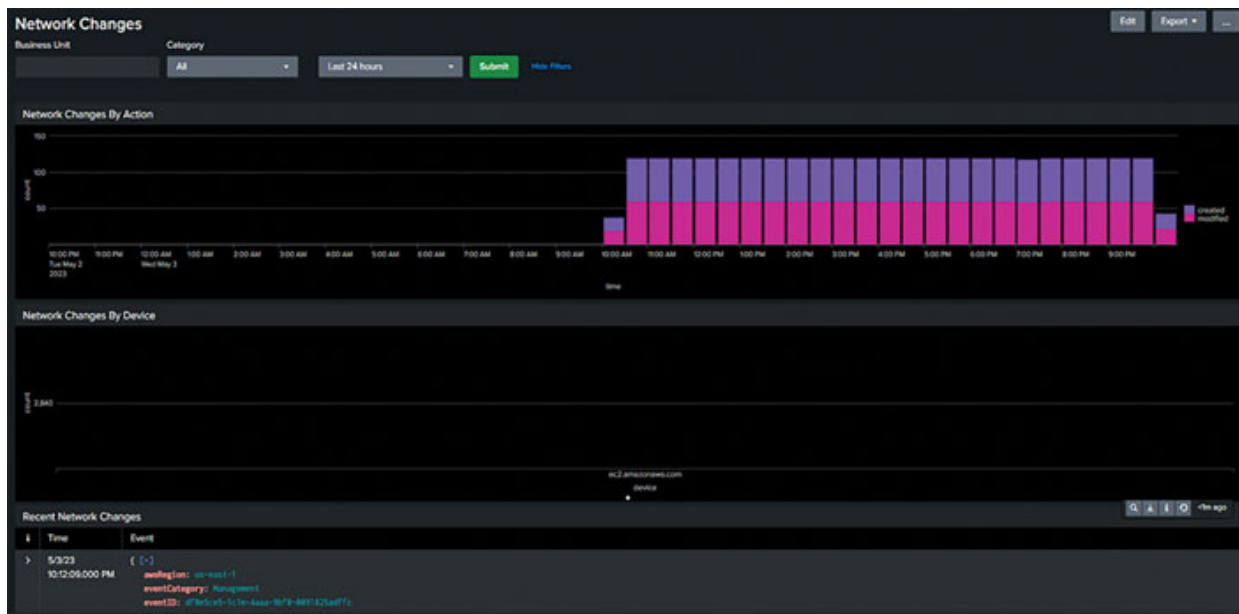 Network Changes
Edit Export ...
Business Unit Category
All Last 24 hours Submit Hide Filters
Network Changes By Action
150
100
50
count
created
modified
10:00 PM 11:00 PM 12:00 AM 1:00 AM 2:00 AM 3:00 AM 4:00 AM 5:00 AM 6:00 AM 7:00 AM 8:00 AM 9:00 AM 10:00 AM 11:00 AM 12:00 PM 1:00 PM 2:00 PM 3:00 PM 4:00 PM 5:00 PM 6:00 PM 7:00 PM 8:00 PM 9:00 PM
Tue May 2 Wed May 3
2023
time
Network Changes By Device
count
2,840
ec2.amazonaws.com
device
Recent Network Changes
<1m ago
i Time Event
> 5/3/23 { [-]
10:12:09.000 PM awsRegion: us-east-1
eventCategory: Management
eventID: